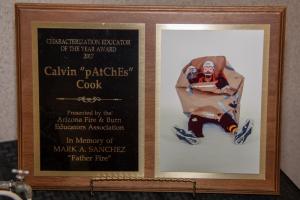 CHARACTERIZATION EDUCATOR
OF THE YEAR AWARD
2017
Calvin "pAtChEs"
Cook
Presented by the
Arizona Fire & Burn
Educators Association
In Memory of
MARK A. SANCHEZ
"Father Fire"